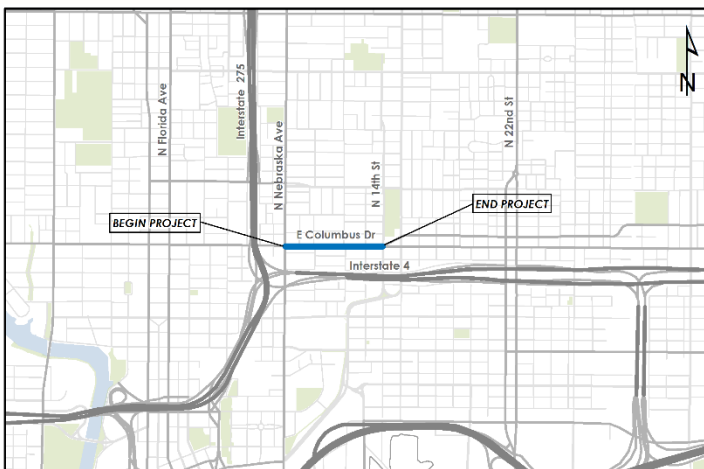 N
N Florida Ave
Interstate 275
N Nebraska Ave
N 14th St
N 22nd St
BEGIN PROJECT
END PROJECT
E Columbus Dr
Interstate 4